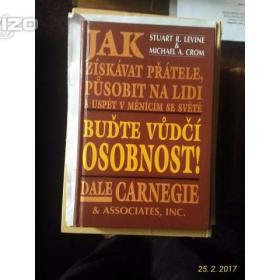 vizo
JAK
STUART R. LEVINE
&
MICHAEL A. CROM
ZÍSKÁVAT PŘÁTELE,
PŮSOBIT NA LIDI
A USPĚT V MĚNÍCÍM SE SVĚTĚ
BUĎTE VŮDČÍ
OSOBNOST!
DALE CARNEGIE
& ASSOCIATES, INC.
25. 2. 2017